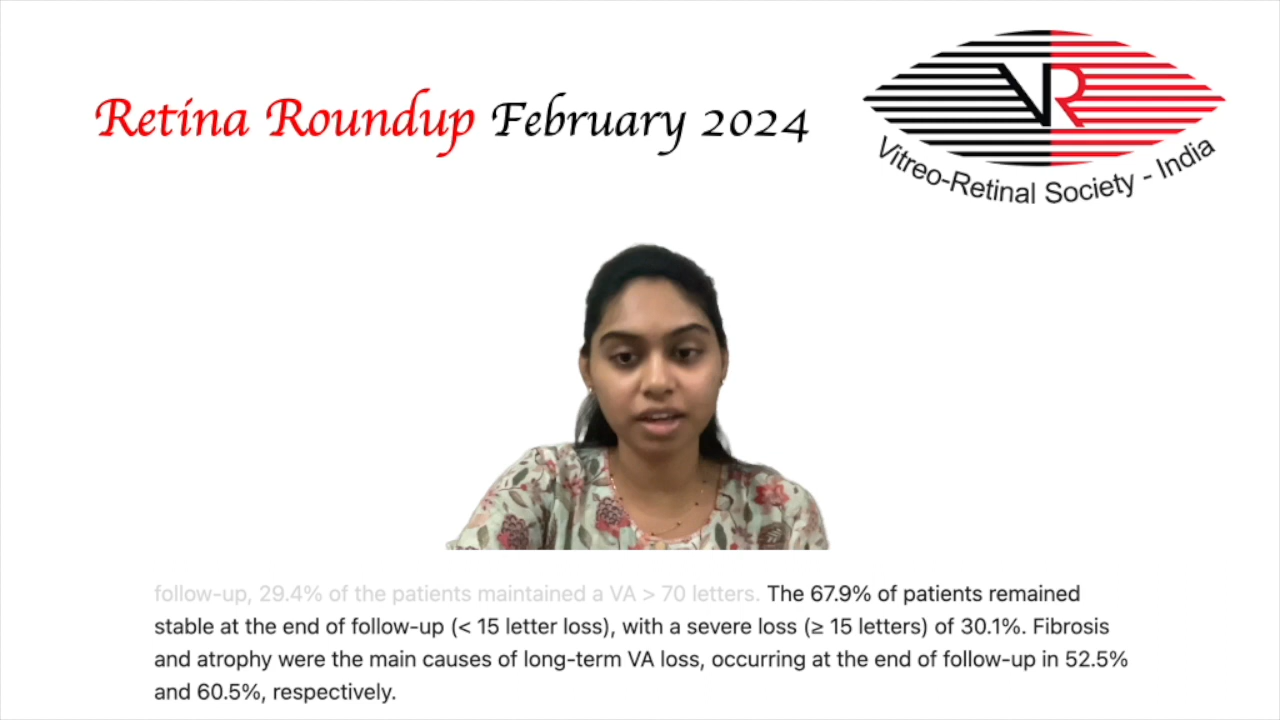 Retina Roundup February 2024
VR
Vitreo-Retinal Society - India
follow-up, 29.4% of the patients maintained a VA > 70 letters. The 67.9% of patients remained
stable at the end of follow-up (< 15 letter loss), with a severe loss (≥ 15 letters) of 30.1%. Fibrosis
and atrophy were the main causes of long-term VA loss, occurring at the end of follow-up in 52.5%
and 60.5%, respectively.